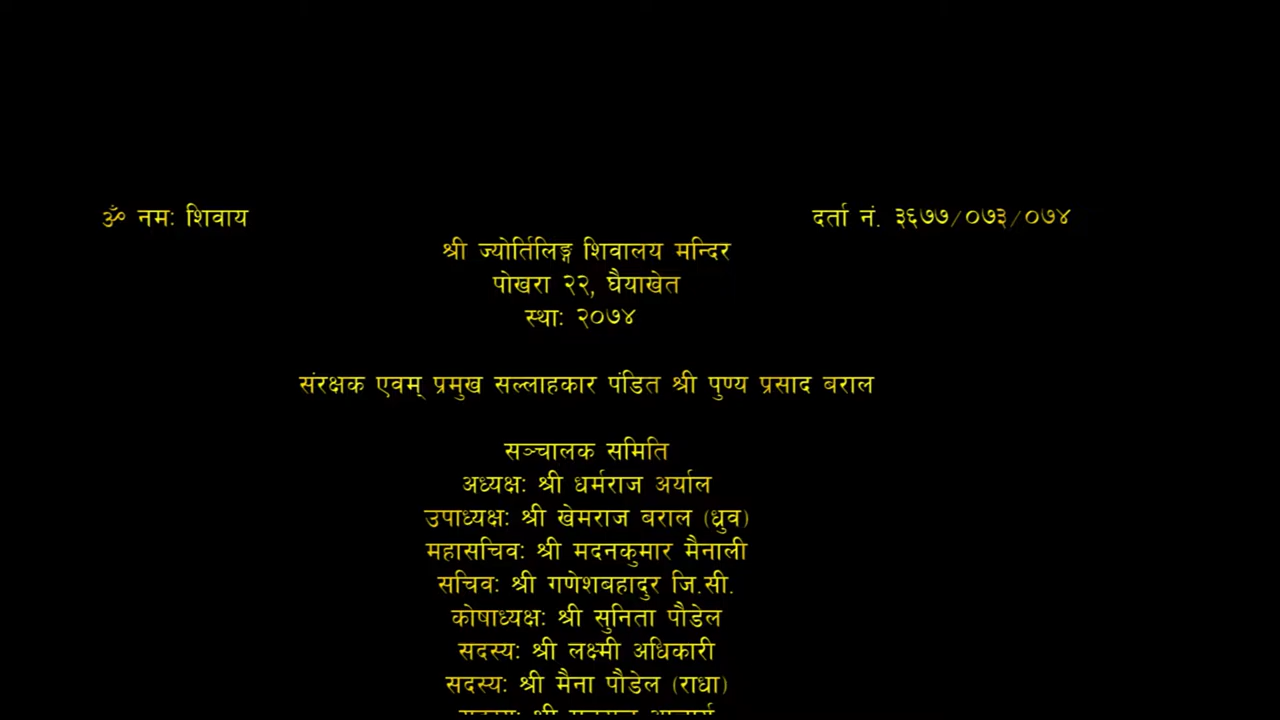 ॐ नमः शिवाय
दर्ता नं. ३६७७/०७३/०७४
श्री ज्योर्तिलिङ्ग शिवालय मन्दिर
पोखरा २२, घैयाखेत
स्थाः २०७४
संरक्षक एवम् प्रमुख सल्लाहकार पंडित श्री पुण्य प्रसाद बराल
सञ्चालक समिति
अध्यक्षः श्री धर्मराज अर्याल
उपाध्यक्षः श्री खेमराज बराल (ध्रुव)
महासचिवः श्री मदनकुमार मैनाली
सचिवः श्री गणेशबहादुर जि.सी.
कोषाध्यक्षः श्री सुनिता पौडेल
सदस्यः श्री लक्ष्मी अधिकारी
सदस्यः श्री मैना पौडेल (राधा)